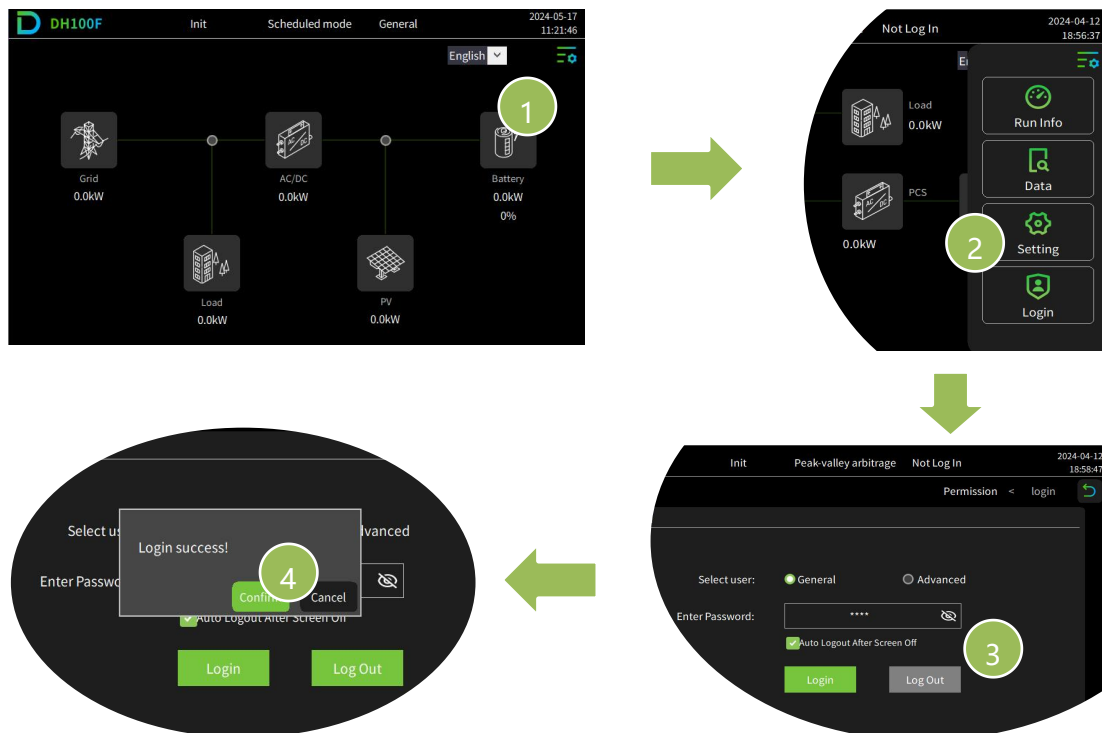 DH100F Init Scheduled mode General 2024-05-17
11:21:46
English
1
Grid
0.0kW
AC/DC
0.0kW
Battery
0.0kW
0%
Load
0.0kW
PV
0.0kW
Not Log In 2024-04-12
18:56:37
Load
0.0kW
PCS
0.0kW
Run Info
Data
2
Setting
Login
Init Peak-valley arbitrage Not Log In 2024-04-12
18:58:47
Permission < login
Select user: General Advanced
Enter Password: ****
Auto Logout After Screen Off
3
Login Log Out
Select us
dvanced
Login success!
Enter Passwo
4
Confirm Cancel
Auto Logout After Screen Off
Login Log Out